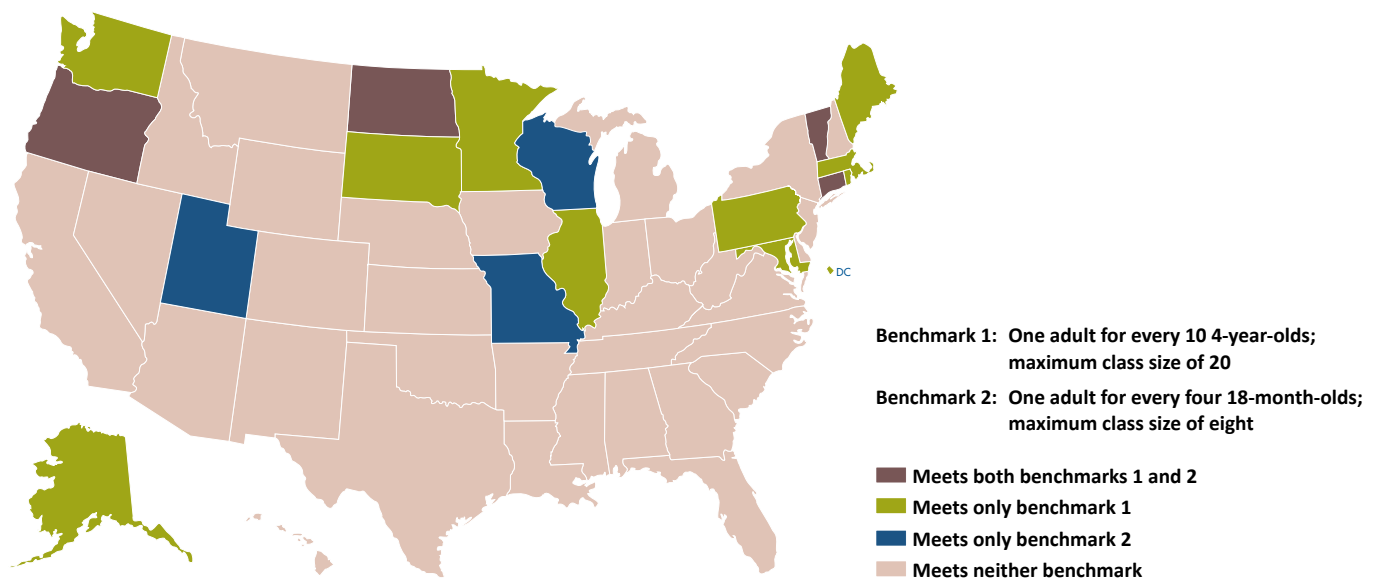 DC
Benchmark 1: One adult for every 10 4-year-olds;
maximum class size of 20
Benchmark 2: One adult for every four 18-month-olds;
maximum class size of eight
Meets both benchmarks 1 and 2
Meets only benchmark 1
Meets only benchmark 2
Meets neither benchmark